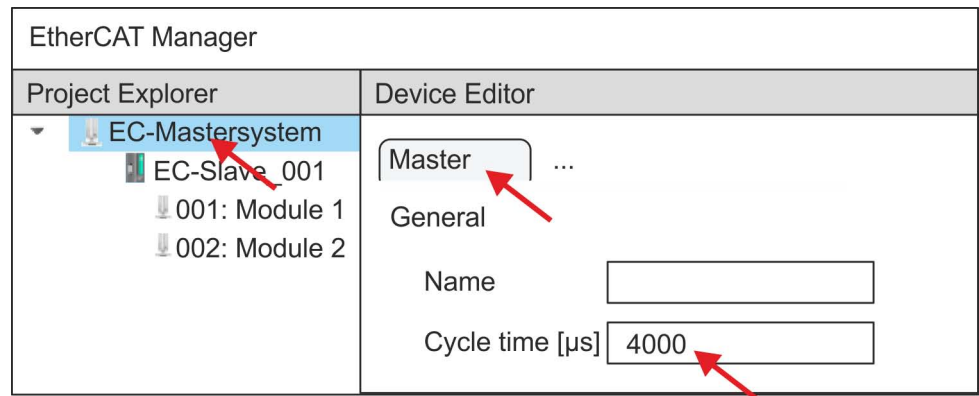 EtherCAT Manager
Project Explorer
Device Editor
EC-Mastersystem
EC-Slave_001
001: Module 1
002: Module 2
Master ...
General
Name
Cycle time [µs] 4000